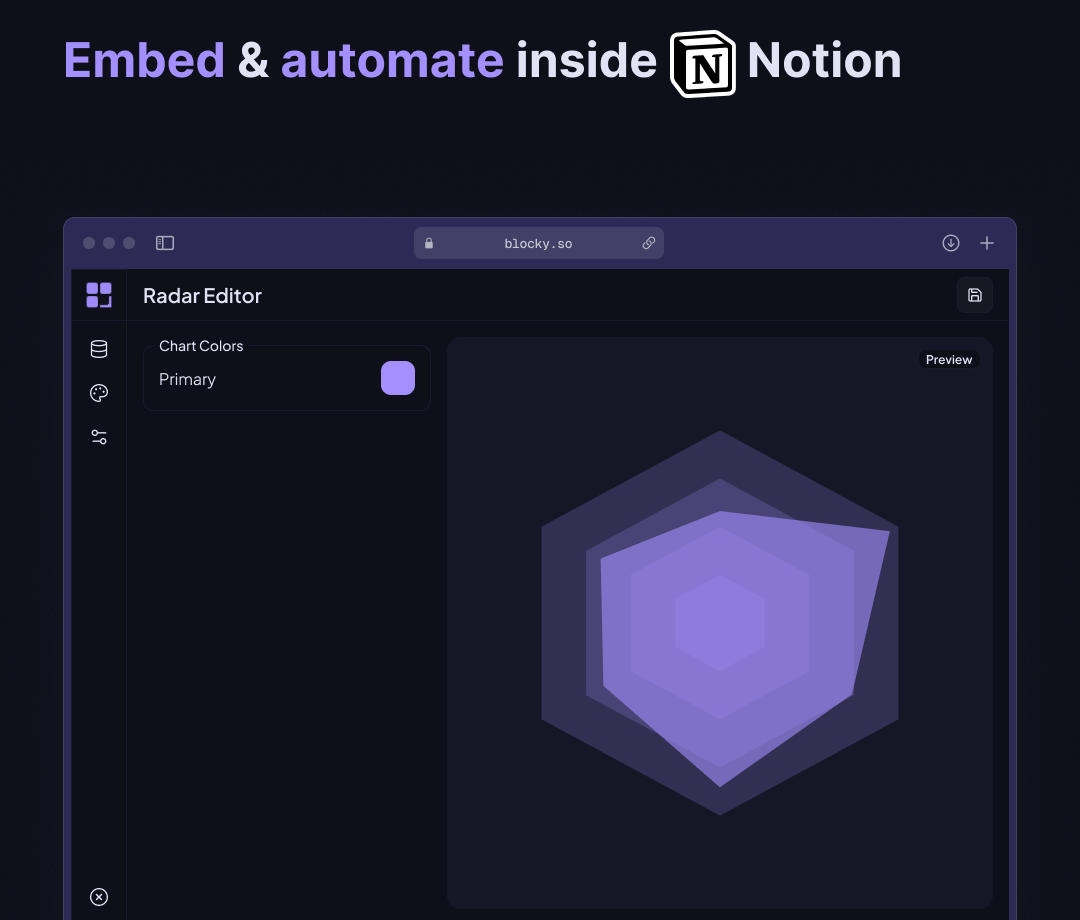 Embed & automate inside N Notion
blocky.so
Radar Editor
Chart Colors
Primary
Preview